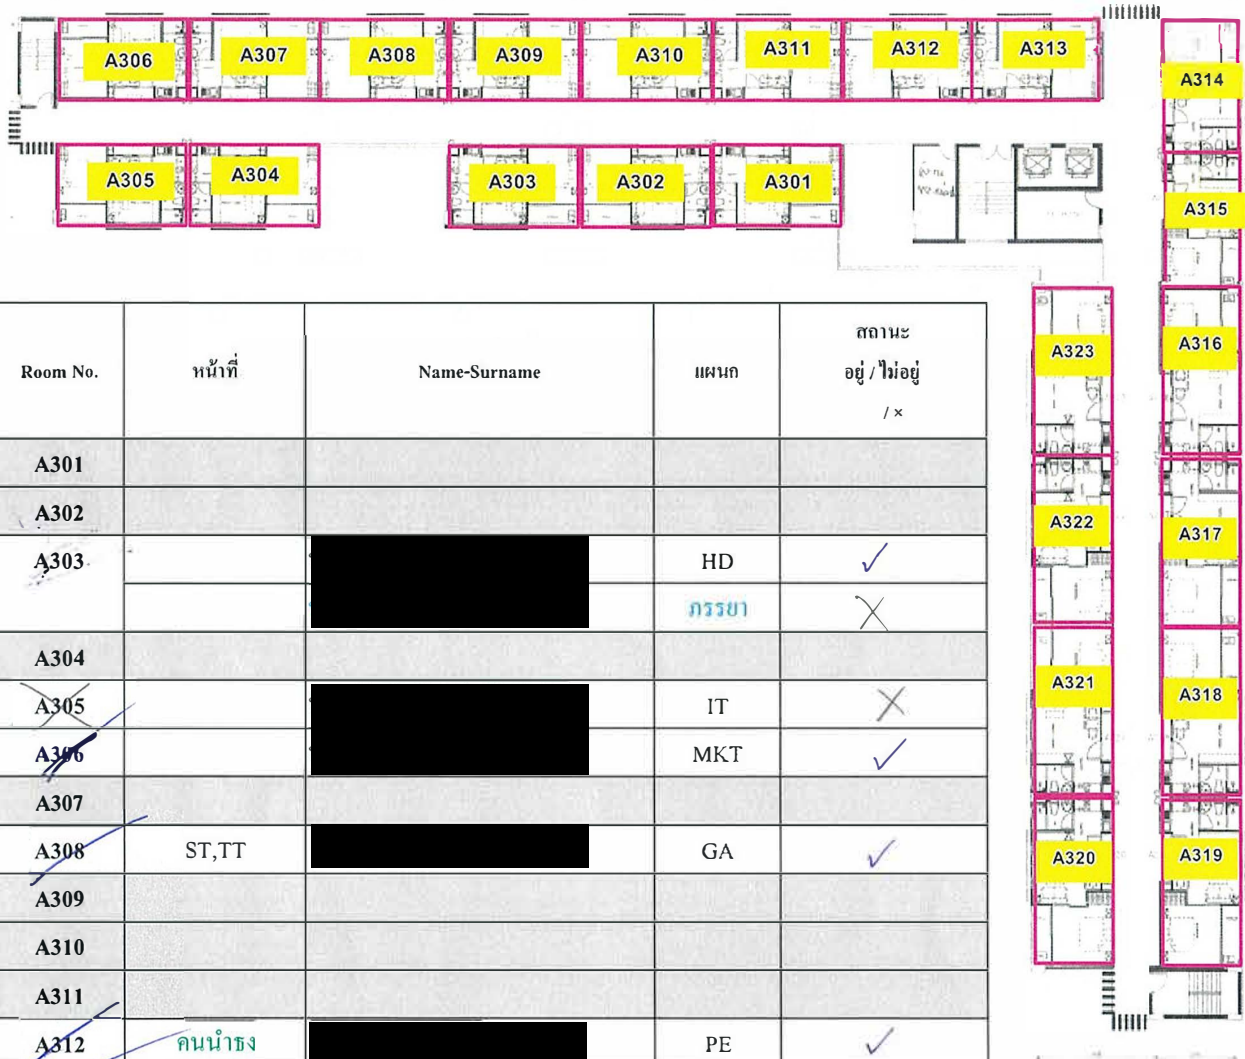 A306 A307 A308 A309 A310 A311 A312 A313
A314
A305 A304 A303 A302 A301
A315
A323 A316
A322 A317
A321 A318
A320 A319
Room No. หน้าที่ Name-Surname แผนก สถานะ
อยู่ / ไม่อยู่
/ ×
A301
A302
A303 HD ✓
ภรรยา X
A304
A305 IT X
A306 MKT ✓
A307
A308 ST,TT GA ✓
A309
A310
A311
A312 คนนำธง PE ✓